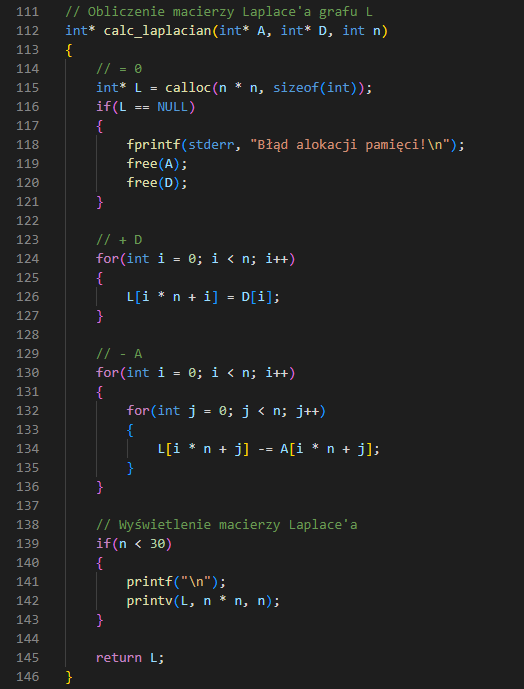 111 // Obliczenie macierzy Laplace'a grafu L
112 int* calc_laplacian(int* A, int* D, int n)
113 {
114     // = 0
115     int* L = calloc(n * n, sizeof(int));
116     if(L == NULL)
117     {
118         fprintf(stderr, "Błąd alokacji pamięci!\n");
119         free(A);
120         free(D);
121     }
122
123     // + D
124     for(int i = 0; i < n; i++)
125     {
126         L[i * n + i] = D[i];
127     }
128
129     // - A
130     for(int i = 0; i < n; i++)
131     {
132         for(int j = 0; j < n; j++)
133         {
134             L[i * n + j] -= A[i * n + j];
135         }
136     }
137
138     // Wyświetlenie macierzy Laplace'a
139     if(n < 30)
140     {
141         printf("\n");
142         printv(L, n * n, n);
143     }
144
145     return L;
146 }